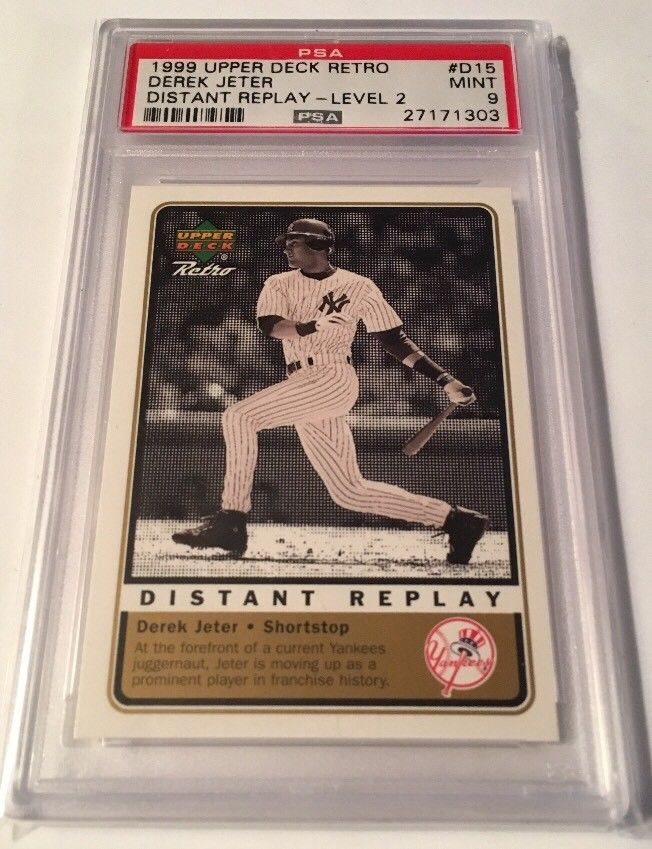 PSA
1999 UPPER DECK RETRO #D15
DEREK JETER MINT
DISTANT REPLAY - LEVEL 2 9
PSA 27171303
UPPER
DECK
®
Retro
NY
DISTANT REPLAY
Derek Jeter • Shortstop
At the forefront of a current Yankees
juggernaut, Jeter is moving up as a
prominent player in franchise history.
Yankees